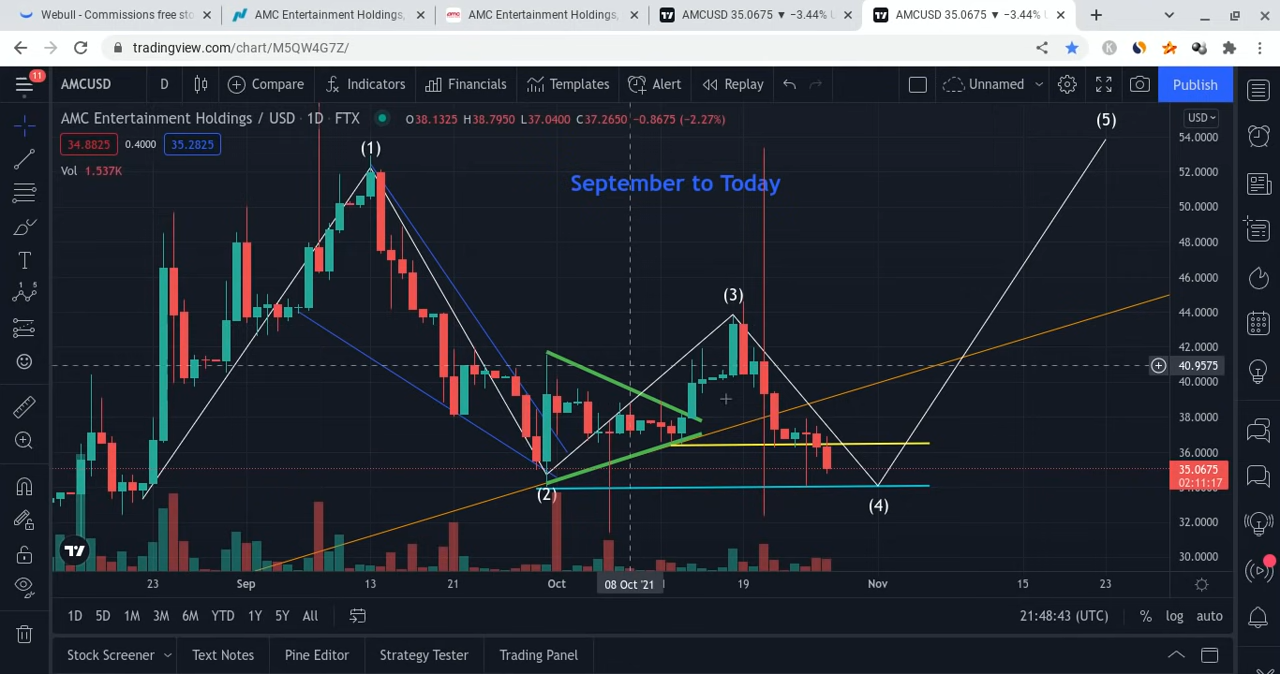 Webull - Commissions free sto
AMC Entertainment Holdings,
AMC Entertainment Holdings,
AMCUSD 35.0675 ▼ −3.44% U
AMCUSD 35.0675 ▼ −3.44% U
tradingview.com/chart/M5QW4G7Z/
11
AMCUSD D Compare Indicators Financials Templates Alert Replay Unnamed Publish
AMC Entertainment Holdings / USD · 1D · FTX O38.1325 H38.7950 L37.0400 C37.2650 −0.8675 (−2.27%)
USD
34.8825 0.4000 35.2825
Vol 1.537K
September to Today
(1)
(2)
(3)
(4)
(5)
54.0000
52.0000
50.0000
48.0000
46.0000
44.0000
42.0000
40.9575
40.0000
38.0000
36.0000
35.0675
02:11:17
32.0000
30.0000
23 Sep 13 21 Oct 08 Oct '21 19 Nov 15 23
1D 5D 1M 3M 6M YTD 1Y 5Y All 21:48:43 (UTC) % log auto
Stock Screener Text Notes Pine Editor Strategy Tester Trading Panel